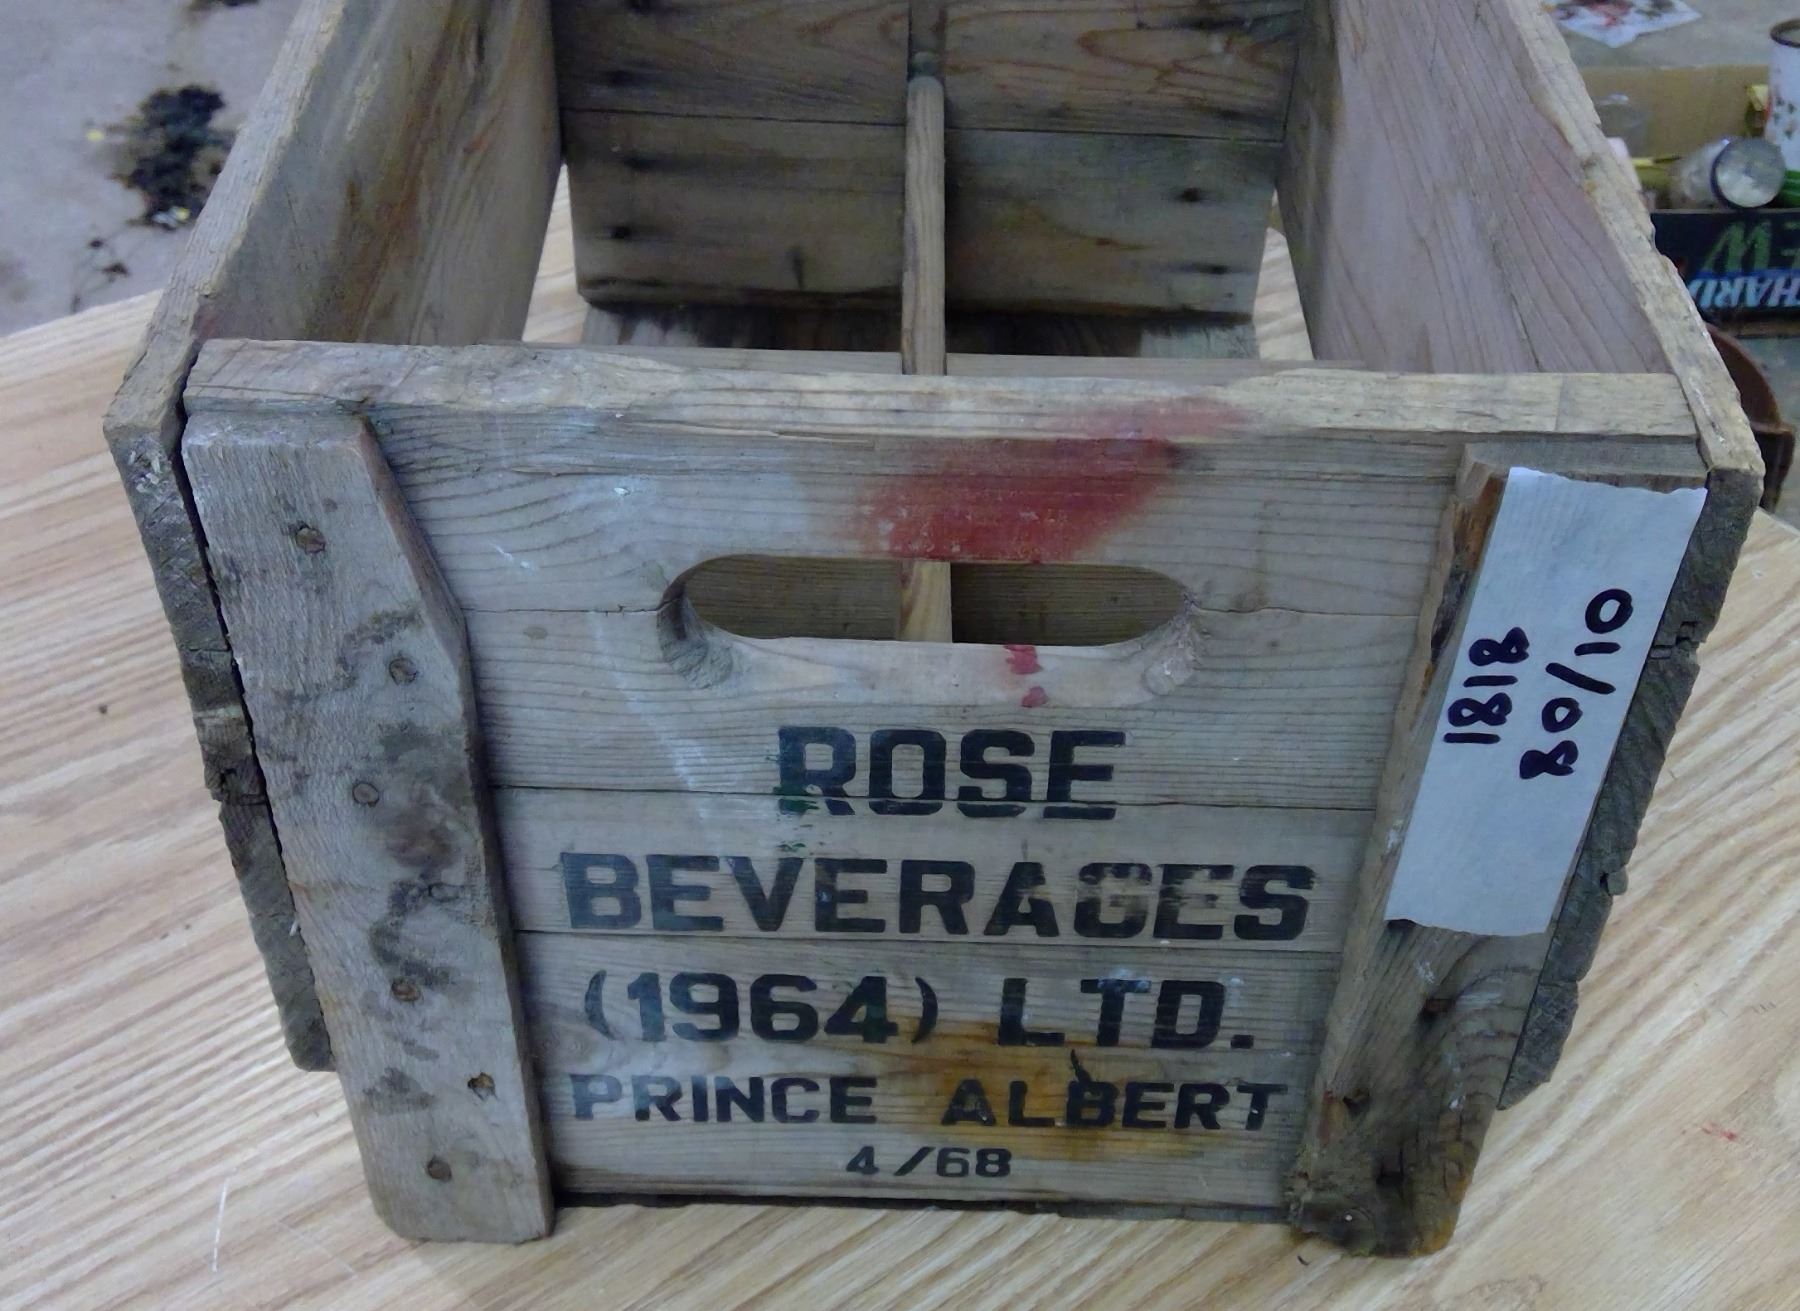 ROSE
BEVERAGES
(1964) LTD.
PRINCE ALBERT
4/68
1818
80/10